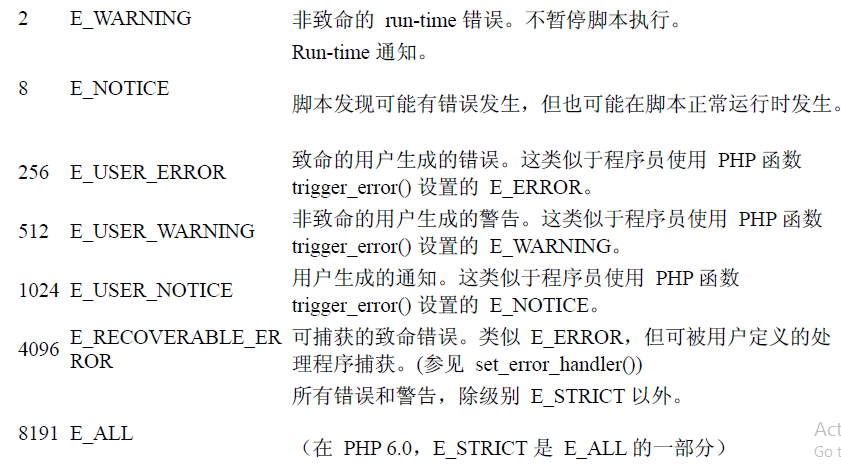 2 E_WARNING 非致命的 run-time 错误。不暂停脚本执行。
Run-time 通知。
8 E_NOTICE
脚本发现可能有错误发生，但也可能在脚本正常运行时发生。
256 E_USER_ERROR 致命的用户生成的错误。这类似于程序员使用 PHP 函数
trigger_error() 设置的 E_ERROR。
512 E_USER_WARNING 非致命的用户生成的警告。这类似于程序员使用 PHP 函数
trigger_error() 设置的 E_WARNING。
1024 E_USER_NOTICE 用户生成的通知。这类似于程序员使用 PHP 函数
trigger_error() 设置的 E_NOTICE。
4096 E_RECOVERABLE_ER 可捕获的致命错误。类似 E_ERROR，但可被用户定义的处
ROR 理程序捕获。(参见 set_error_handler())
所有错误和警告，除级别 E_STRICT 以外。
8191 E_ALL
（在 PHP 6.0，E_STRICT 是 E_ALL 的一部分）
Act
Go t